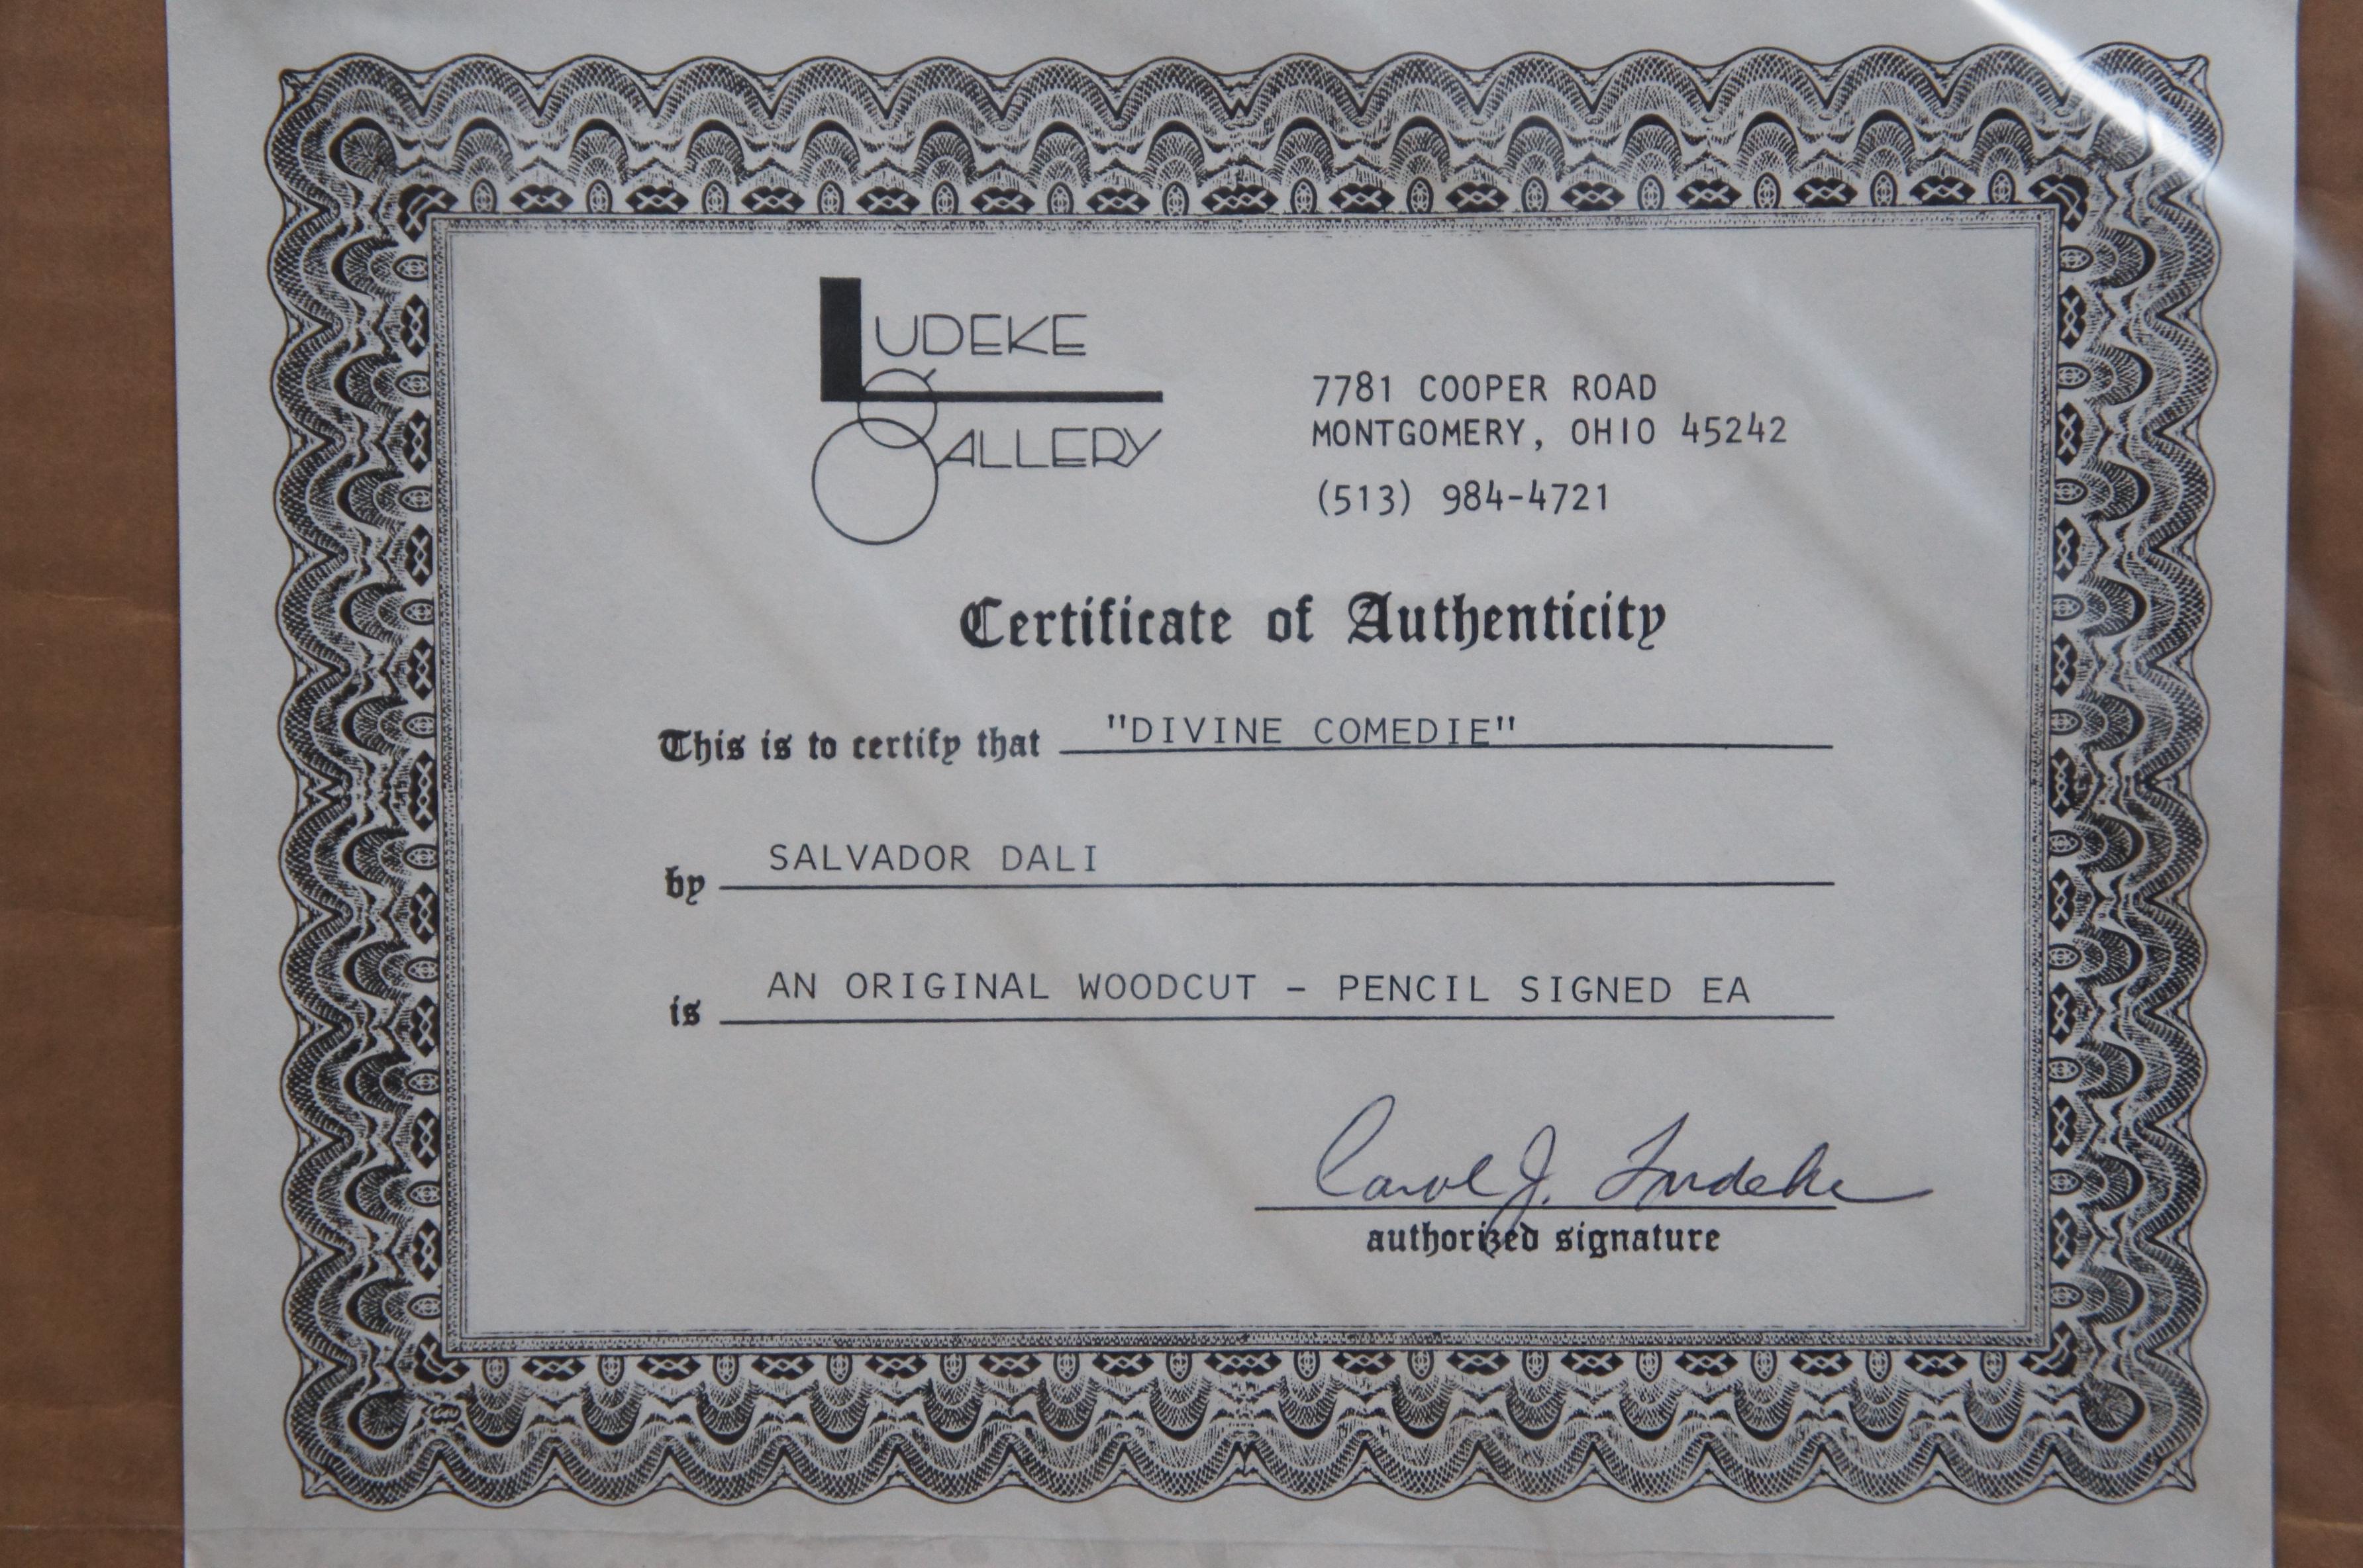 LUDEKE
GALLERY
7781 COOPER ROAD
MONTGOMERY, OHIO 45242
(513) 984-4721
Certificate of Authenticity
This is to certify that "DIVINE COMEDIE"
by SALVADOR DALI
is AN ORIGINAL WOODCUT - PENCIL SIGNED EA
Carol J. Ludeke
authorized signature